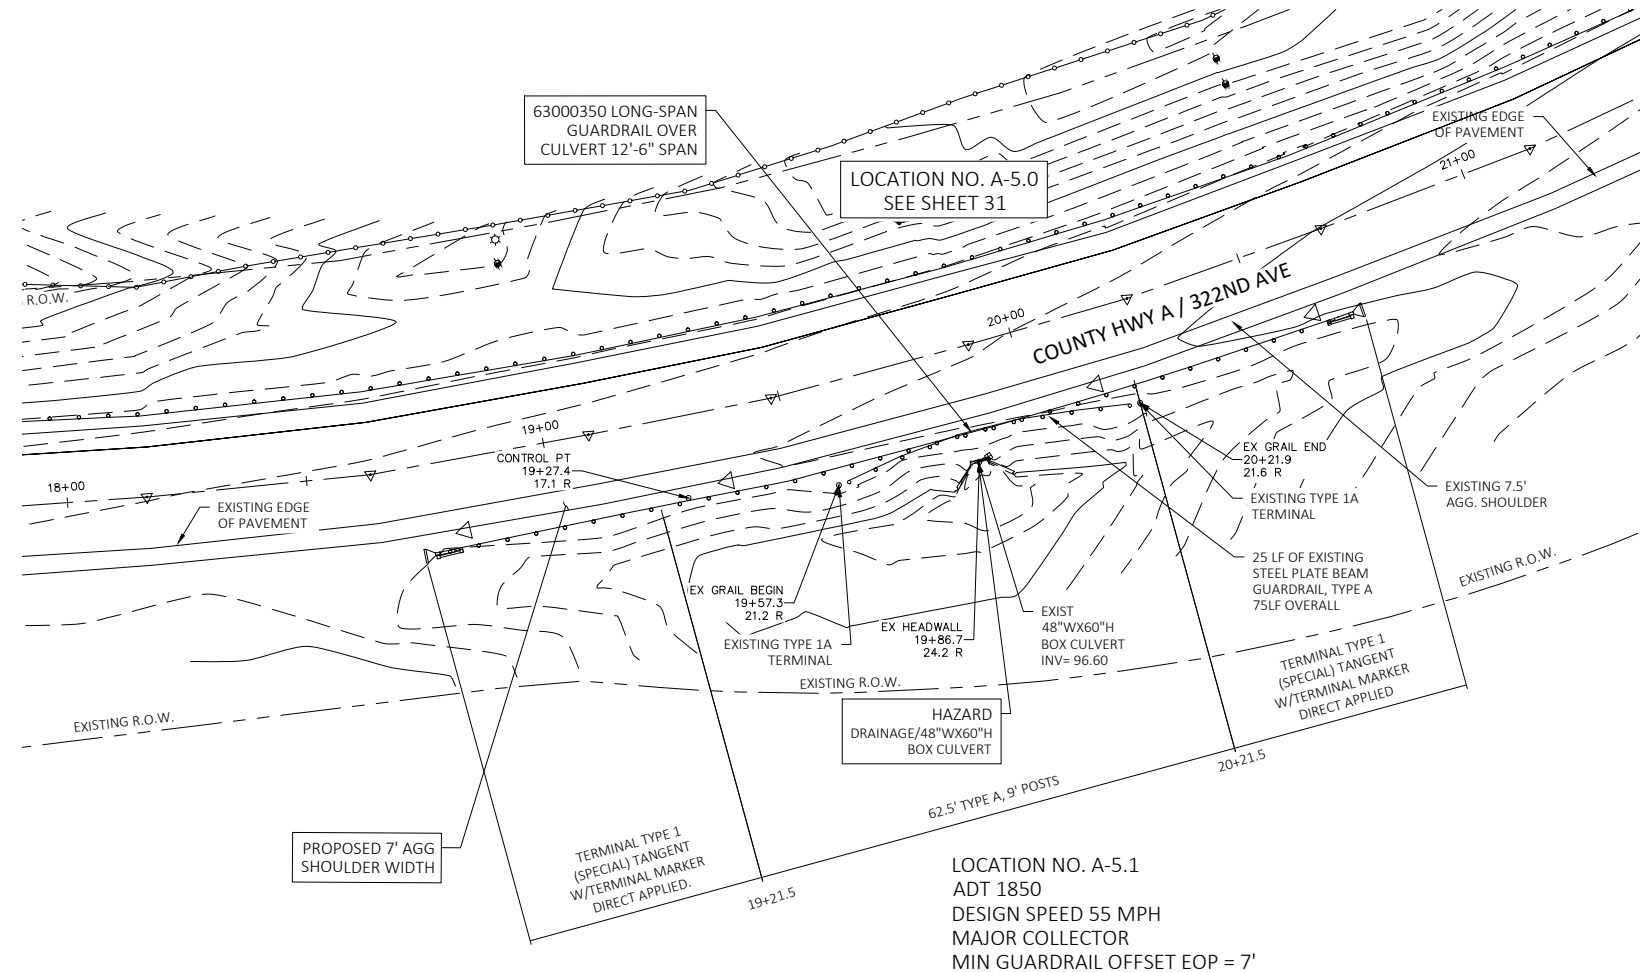 63000350 LONG-SPAN
GUARDRAIL OVER
CULVERT 12'-6" SPAN
LOCATION NO. A-5.0
SEE SHEET 31
EXISTING EDGE
OF PAVEMENT
21+00
R.O.W.
COUNTY HWY A / 322ND AVE
20+00
19+00
CONTROL PT
19+27.4
17.1 R
18+00
EXISTING EDGE
OF PAVEMENT
EX GRAIL END
20+21.9
21.6 R
EXISTING TYPE 1A
TERMINAL
EXISTING 7.5'
AGG. SHOULDER
25 LF OF EXISTING
STEEL PLATE BEAM
GUARDRAIL, TYPE A
75LF OVERALL
EXISTING R.O.W.
EX GRAIL BEGIN
19+57.3
21.2 R
EXISTING TYPE 1A
TERMINAL
EX HEADWALL
19+86.7
24.2 R
EXIST
48"WX60"H
BOX CULVERT
INV= 96.60
EXISTING R.O.W.
EXISTING R.O.W.
HAZARD
DRAINAGE/48"WX60"H
BOX CULVERT
TERMINAL TYPE 1
(SPECIAL) TANGENT
W/TERMINAL MARKER
DIRECT APPLIED
20+21.5
62.5' TYPE A, 9' POSTS
PROPOSED 7' AGG
SHOULDER WIDTH
TERMINAL TYPE 1
(SPECIAL) TANGENT
W/TERMINAL MARKER
DIRECT APPLIED.
19+21.5
LOCATION NO. A-5.1
ADT 1850
DESIGN SPEED 55 MPH
MAJOR COLLECTOR
MIN GUARDRAIL OFFSET EOP = 7'